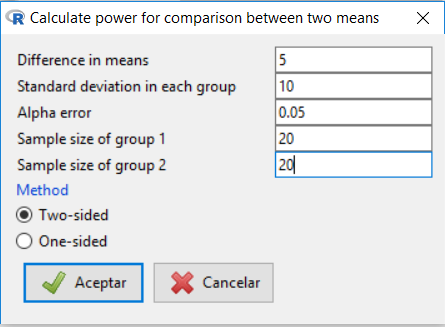 Calculate power for comparison between two means
Difference in means 5
Standard deviation in each group 10
Alpha error 0.05
Sample size of group 1 20
Sample size of group 2 20
Method
Two-sided
One-sided
Aceptar Cancelar